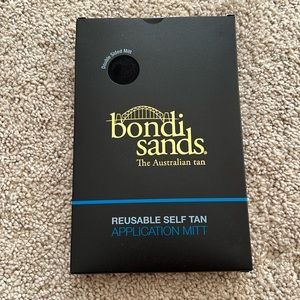 Double Sided Mitt
bondi
sands.
The Australian tan
REUSABLE SELF TAN
APPLICATION MITT